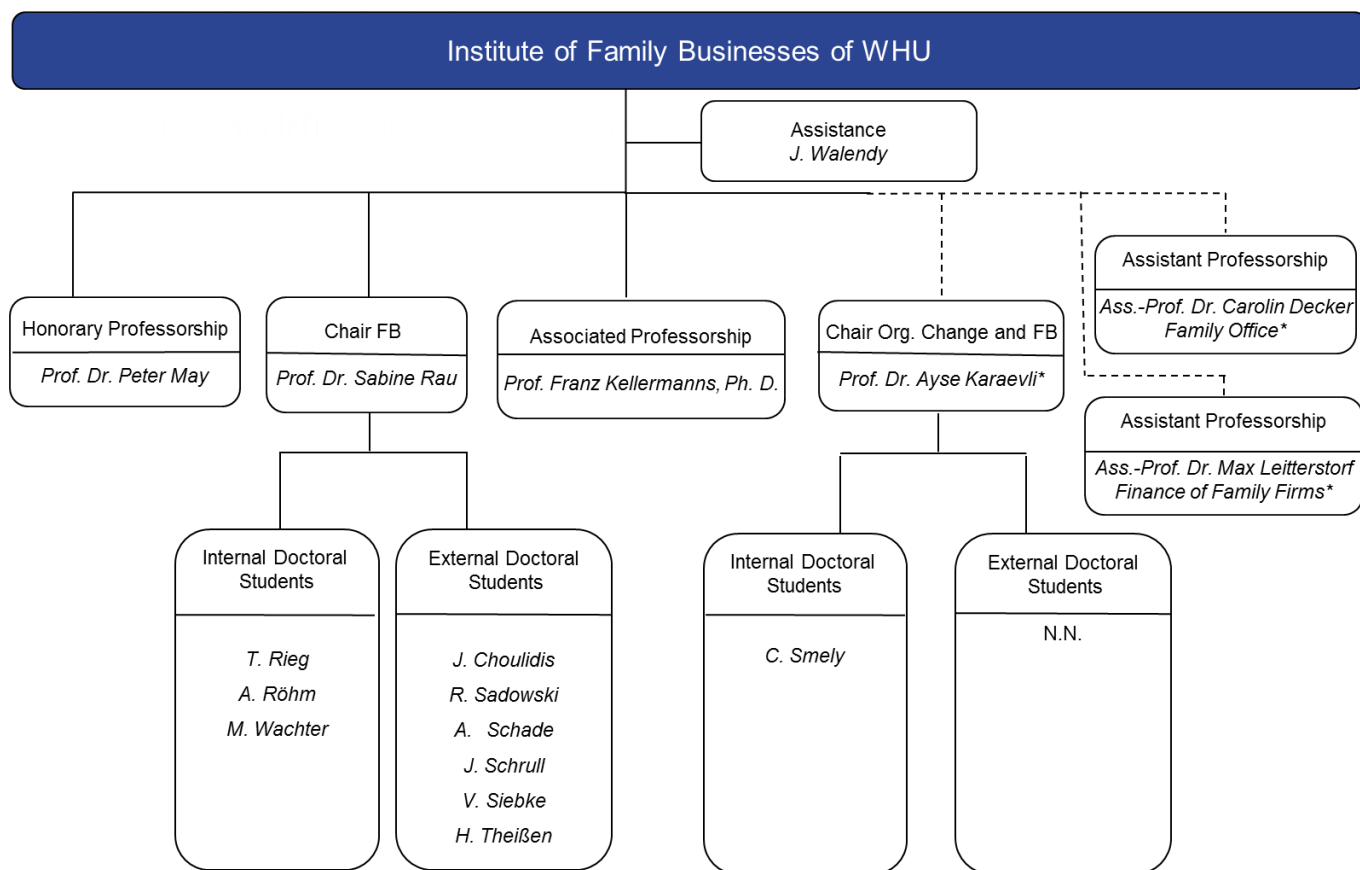 Institute of Family Businesses of WHU
Assistance
J. Walendy
Honorary Professorship
Prof. Dr. Peter May
Chair FB
Prof. Dr. Sabine Rau
Associated Professorship
Prof. Franz Kellermanns, Ph. D.
Chair Org. Change and FB
Prof. Dr. Ayse Karaevli*
Assistant Professorship
Ass.-Prof. Dr. Carolin Decker
Family Office*
Assistant Professorship
Ass.-Prof. Dr. Max Leitterstorf
Finance of Family Firms*
Internal Doctoral
Students
T. Rieg
A. Röhm
M. Wachter
External Doctoral
Students
J. Choulidis
R. Sadowski
A. Schade
J. Schrull
V. Siebke
H. Theißen
Internal Doctoral
Students
C. Smely
External Doctoral
Students
N.N.